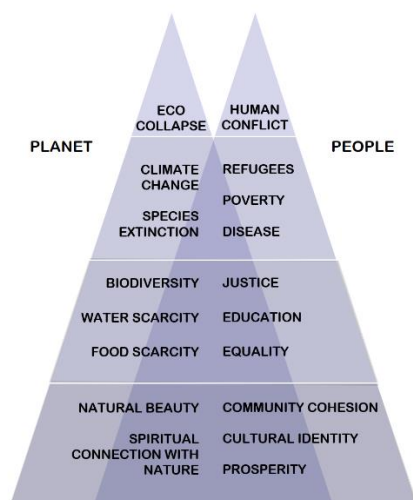 ECO
COLLAPSE
HUMAN
CONFLICT
PLANET
PEOPLE
CLIMATE
CHANGE
REFUGEES
POVERTY
SPECIES
EXTINCTION
DISEASE
BIODIVERSITY
JUSTICE
WATER SCARCITY
EDUCATION
FOOD SCARCITY
EQUALITY
NATURAL BEAUTY
COMMUNITY COHESION
SPIRITUAL
CONNECTION WITH
NATURE
CULTURAL IDENTITY
PROSPERITY